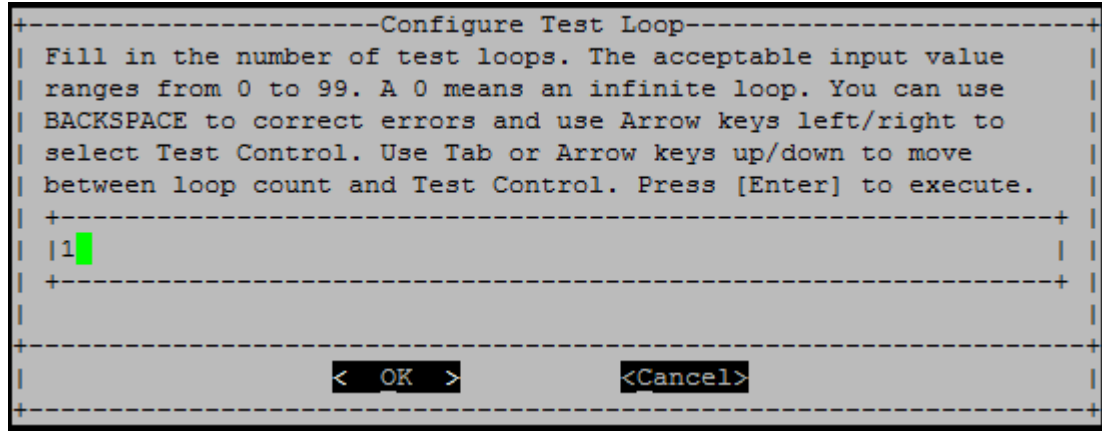 Configure Test Loop
Fill in the number of test loops. The acceptable input value
ranges from 0 to 99. A 0 means an infinite loop. You can use
BACKSPACE to correct errors and use Arrow keys left/right to
select Test Control. Use Tab or Arrow keys up/down to move
between loop count and Test Control. Press [Enter] to execute.
1
< OK > <Cancel>